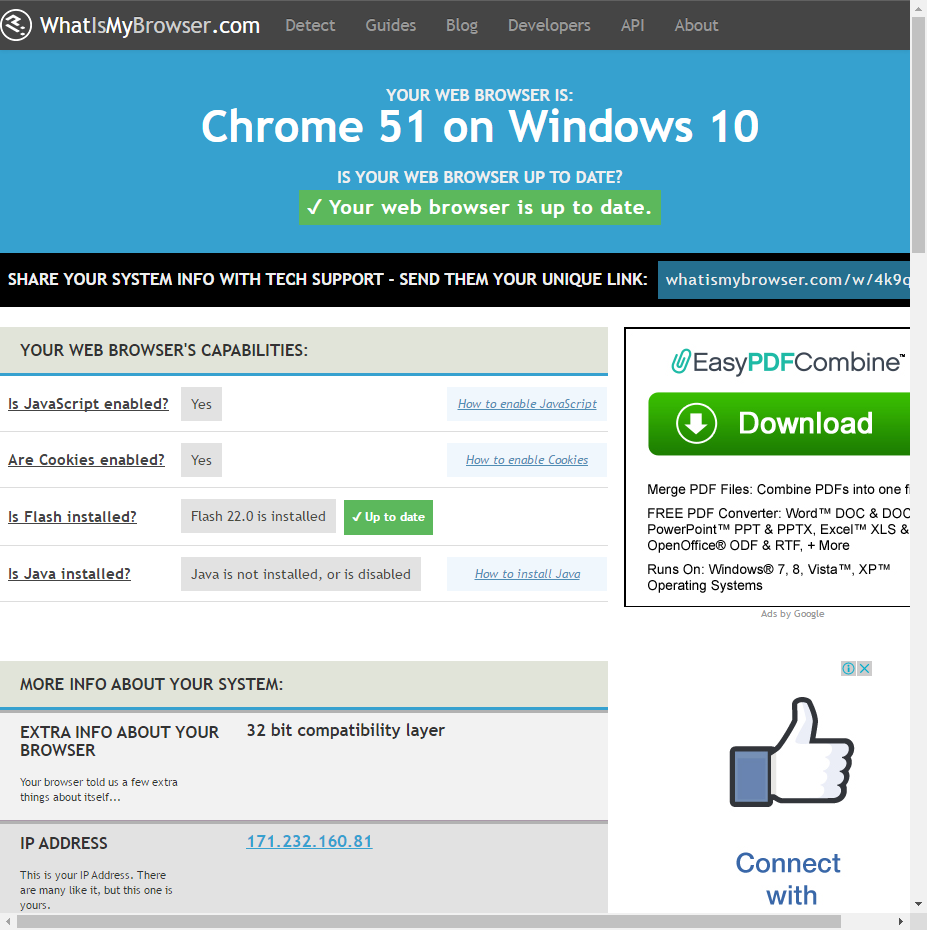 WhatIsMyBrowser.com Detect Guides Blog Developers API About
YOUR WEB BROWSER IS:
Chrome 51 on Windows 10
IS YOUR WEB BROWSER UP TO DATE?
✓ Your web browser is up to date.
SHARE YOUR SYSTEM INFO WITH TECH SUPPORT - SEND THEM YOUR UNIQUE LINK: whatismybrowser.com/w/4k9
YOUR WEB BROWSER'S CAPABILITIES:
Is JavaScript enabled? Yes How to enable JavaScript
Are Cookies enabled? Yes How to enable Cookies
Is Flash installed? Flash 22.0 is installed ✓ Up to date
Is Java installed? Java is not installed, or is disabled How to install Java
EasyPDFCombine™
Download
Merge PDF Files: Combine PDFs into one
FREE PDF Converter: Word™ DOC & DOC
PowerPoint™ PPT & PPTX, Excel™ XLS &
OpenOffice® ODF & RTF, + More
Runs On: Windows® 7, 8, Vista™, XP™
Operating Systems
Ads by Google
MORE INFO ABOUT YOUR SYSTEM:
EXTRA INFO ABOUT YOUR BROWSER
32 bit compatibility layer
Your browser told us a few extra
things about itself...
IP ADDRESS
171.232.160.81
This is your IP Address. There
are many like it, but this one is
yours.
Connect
with